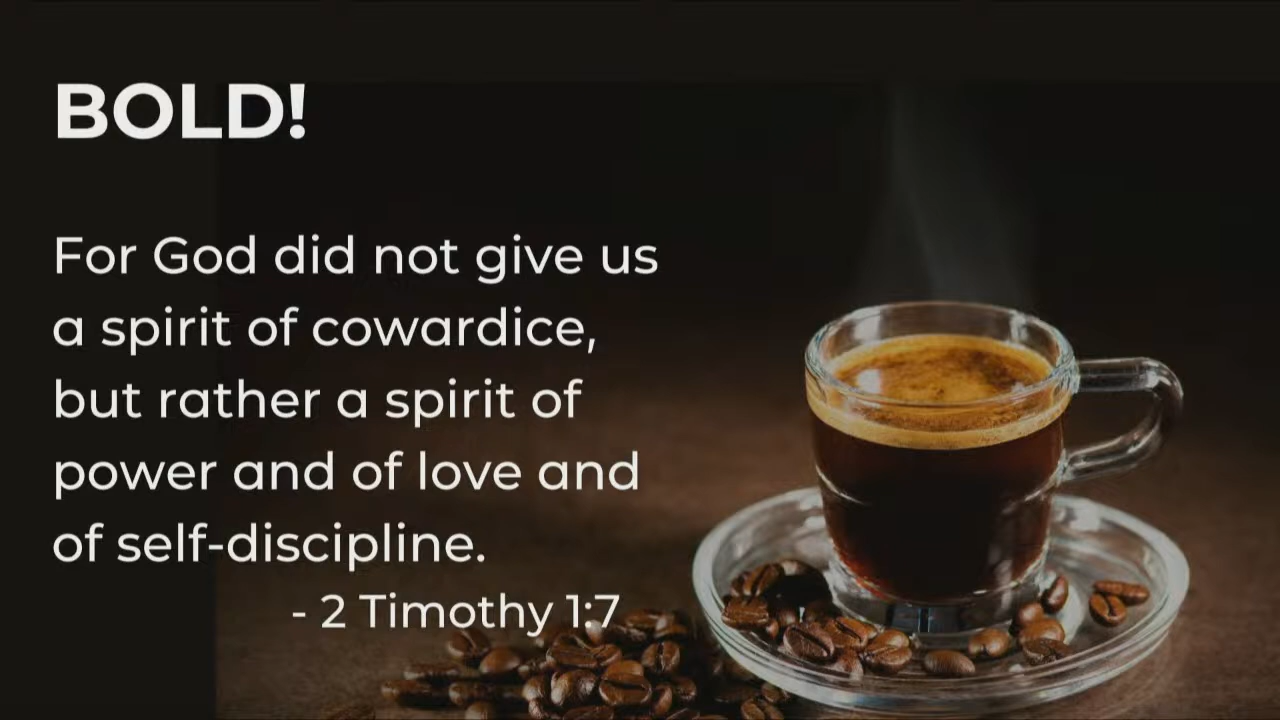 BOLD!
For God did not give us
a spirit of cowardice,
but rather a spirit of
power and of love and
of self-discipline.
- 2 Timothy 1:7